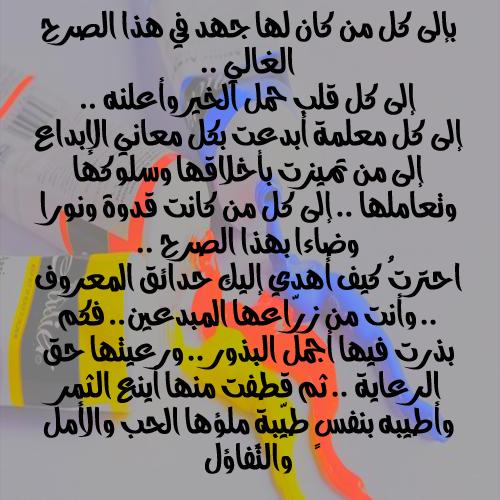 بإلى كل من كان لها جهد في هذا الصرح
الغالي ..
إلى كل قلب حمل الخير وأعلنه ..
إلى كل معلمة أبدعت بكل معاني الإبداع
إلى من تميزت بأخلاقها وسلوكها
وتعاملها .. إلى كل من كانت قدوة ونورا
وضاءا بهذا الصرح ..
احترتُ كيف أهدي إليك حدائق المعروف
.. وأنت من زرّاعها المبدعين.. فكم
بذرت فيها أجمل البذور .. ورعيتها حق
الرعاية .. ثم قطفت منها اينع الثمر
وأطيبه بنفسٍ طيّبة ملؤها الحب والأمل
والتفاؤل